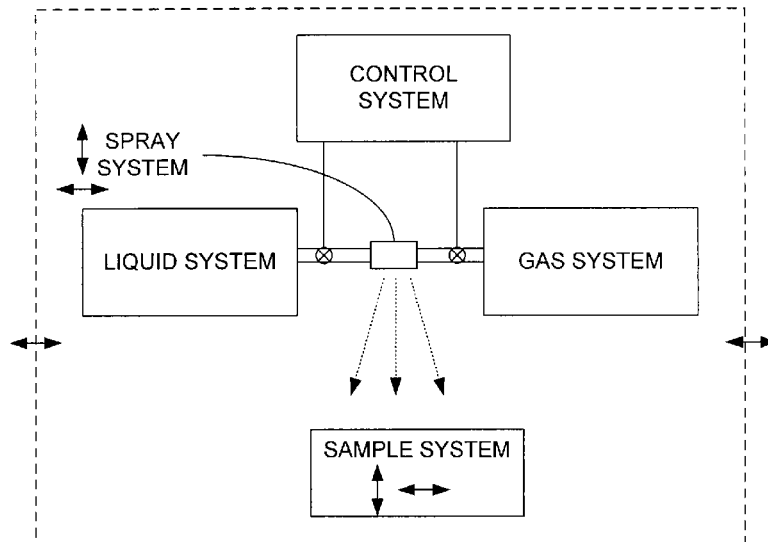 CONTROL
SYSTEM
SPRAY
SYSTEM
LIQUID SYSTEM
GAS SYSTEM
SAMPLE SYSTEM